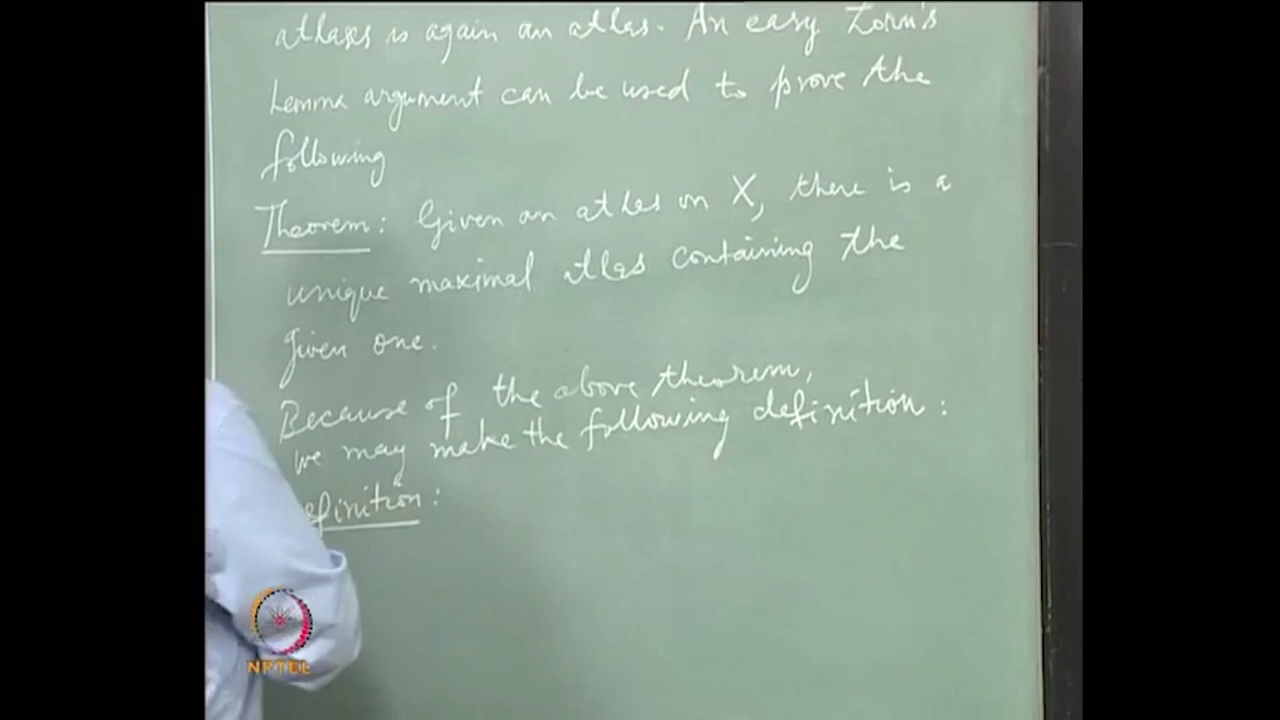 atlases is again an atlas. An easy Zorn's
Lemma argument can be used to prove the
following
Theorem: Given an atlas on X, there is a
unique maximal atlas containing the
given one.
Because of the above theorem,
we may make the following definition:
efinition:
NPTEL